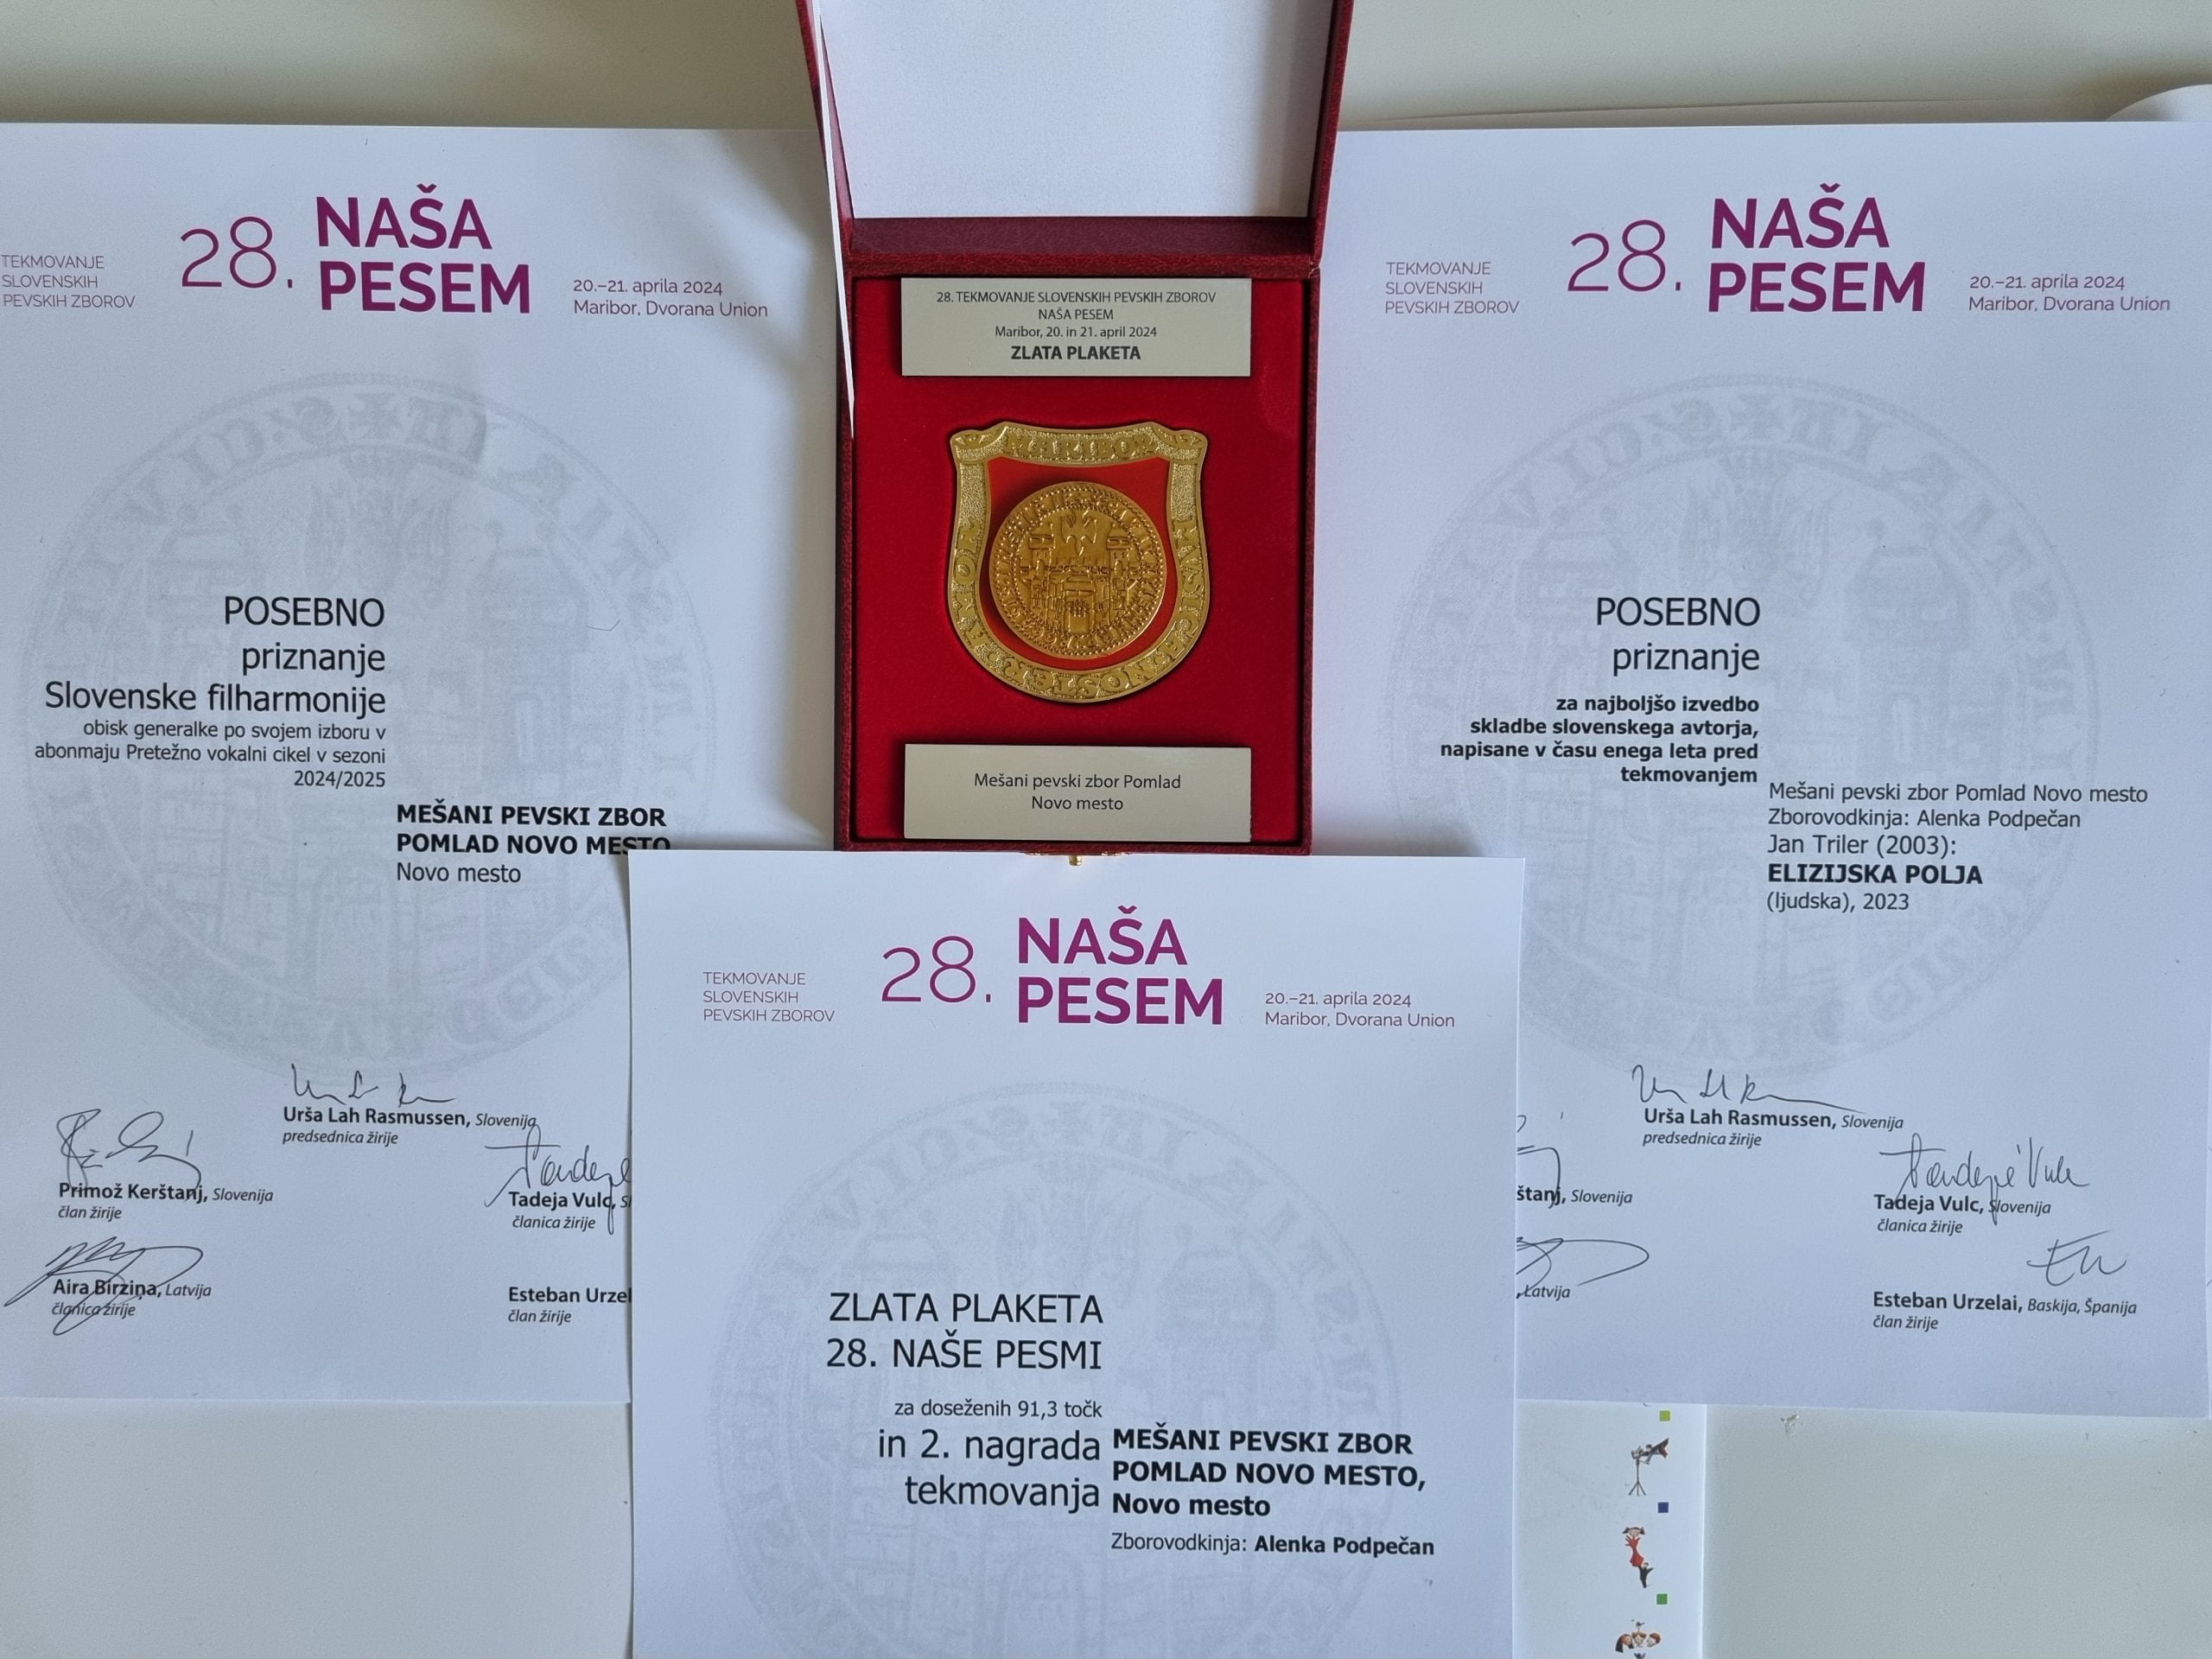 TEKMOVANJE
SLOVENSKIH
PEVSKIH ZBOROV
28.
NAŠA
PESEM
20.–21. aprila 2024
Maribor, Dvorana Union
POSEBNO
priznanje
Slovenske filharmonije
obisk generalke po svojem izboru v
abonmaju Pretežno vokalni cikel v sezoni
2024/2025
MEŠANI PEVSKI ZBOR
POMLAD NOVO MESTO
Novo mesto
Urša Lah Rasmussen, Slovenija
predsednica žirije
Primož Kerštanj, Slovenija
član žirije
Tadeja Vulc,
članica žirije
Aira Birziņa, Latvija
članica žirije
Esteban
član žirije
28. TEKMOVANJE SLOVENSKIH PEVSKIH ZBOROV
NAŠA PESEM
Maribor, 20. in 21. april 2024
ZLATA PLAKETA
MARIBOR
Mešani pevski zbor Pomlad
Novo mesto
TEKMOVANJE
SLOVENSKIH
PEVSKIH ZBOROV
28.
NAŠA
PESEM
20.–21. aprila 2024
Maribor, Dvorana Union
POSEBNO
priznanje
za najboljšo izvedbo
skladbe slovenskega avtorja,
napisane v času enega leta pred
tekmovanjem
Mešani pevski zbor Pomlad Novo mesto
Zborovodkinja: Alenka Podpečan
Jan Triler (2003):
ELIZIJSKA POLJA
(ljudska), 2023
Urša Lah Rasmussen, Slovenija
predsednica žirije
štanj, Slovenija
Tadeja Vulc, Slovenija
članica žirije
, Latvija
Esteban Urzelai, Baskija, Španija
član žirije
TEKMOVANJE
SLOVENSKIH
PEVSKIH ZBOROV
28.
NAŠA
PESEM
20.–21. aprila 2024
Maribor, Dvorana Union
ZLATA PLAKETA
28. NAŠE PESMI
za doseženih 91,3 točk
in 2. nagrada
tekmovanja
MEŠANI PEVSKI ZBOR
POMLAD NOVO MESTO,
Novo mesto
Zborovodkinja: Alenka Podpečan